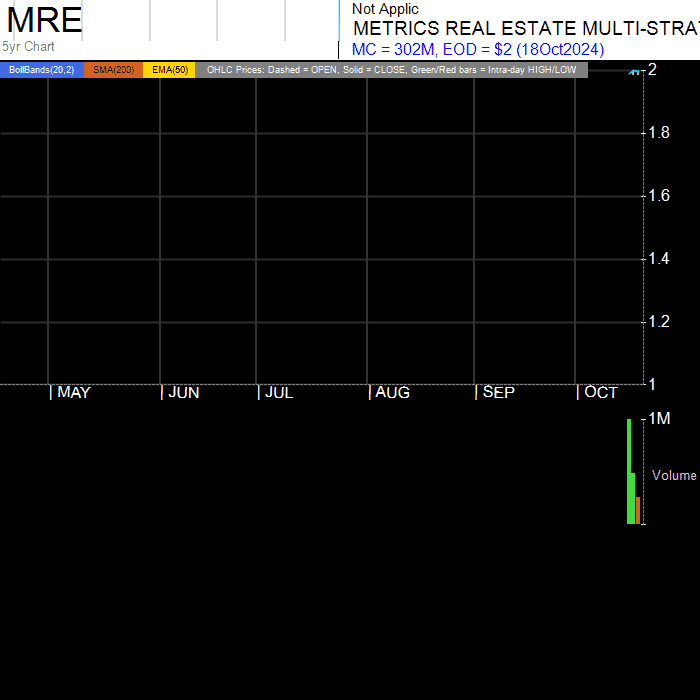 MRE
5yr Chart
Not Applic
METRICS REAL ESTATE MULTI-STRAT
MC = 302M, EOD = $2 (18Oct2024)
BollBands(20,2) SMA(200) EMA(50) OHLC Prices: Dashed = OPEN, Solid = CLOSE, Green/Red bars = Intra-day HIGH/LOW
2
1.8
1.6
1.4
1.2
1
MAY JUN JUL AUG SEP OCT
1M
Volume